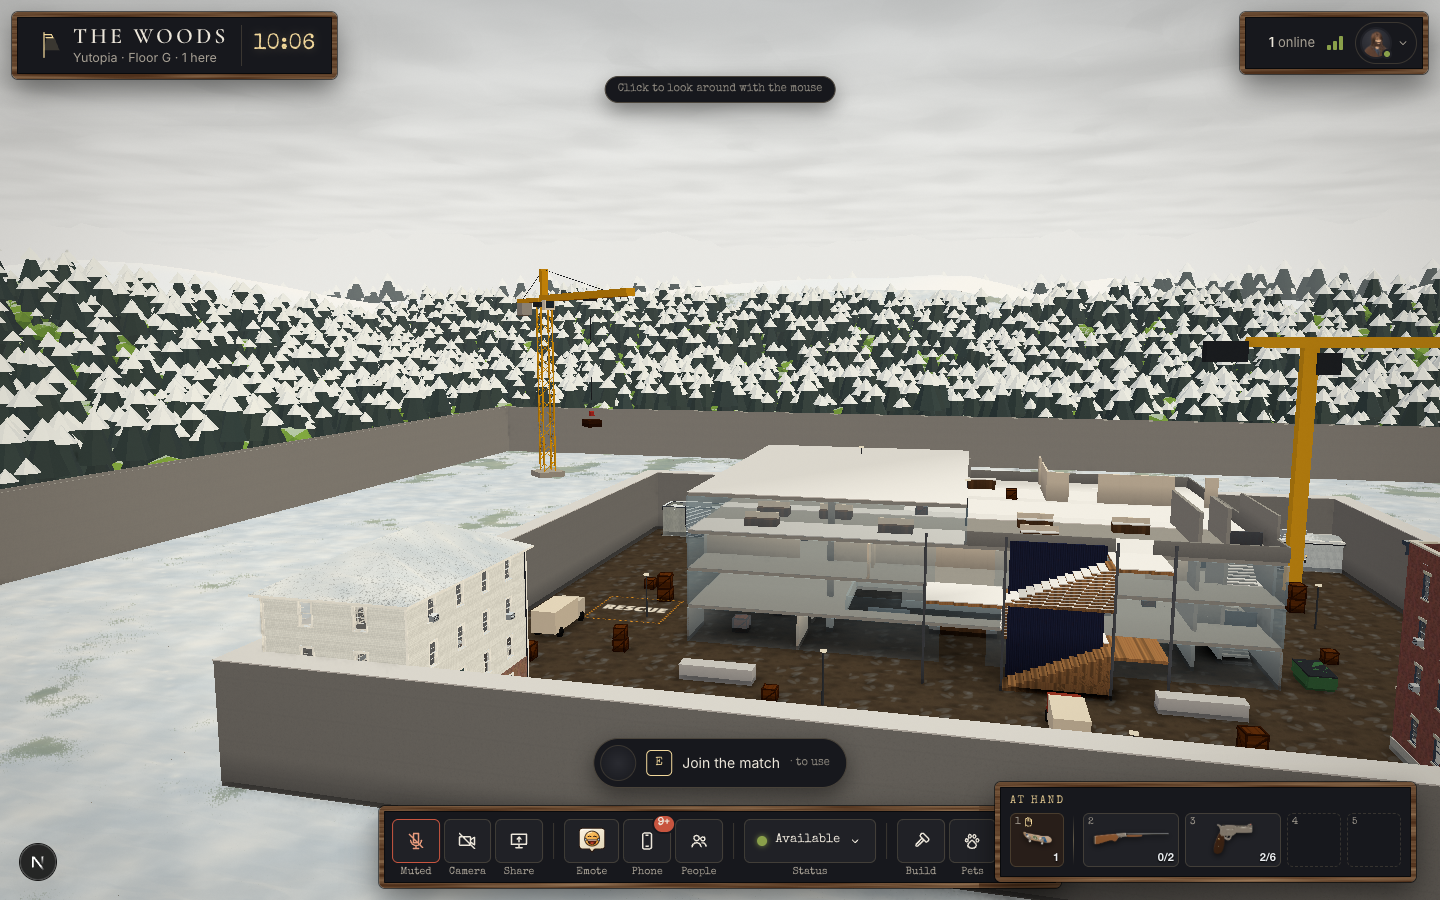 THE WOODS
Yutopia · Floor G · 1 here
10:06
1 online
Click to look around with the mouse
RESCUE
E
Join the match
· to use
AT HAND
1
1
2
0/2
3
2/6
4
5
9+
Available
Muted
Camera
Share
Emote
Phone
People
Status
Build
Pets
N